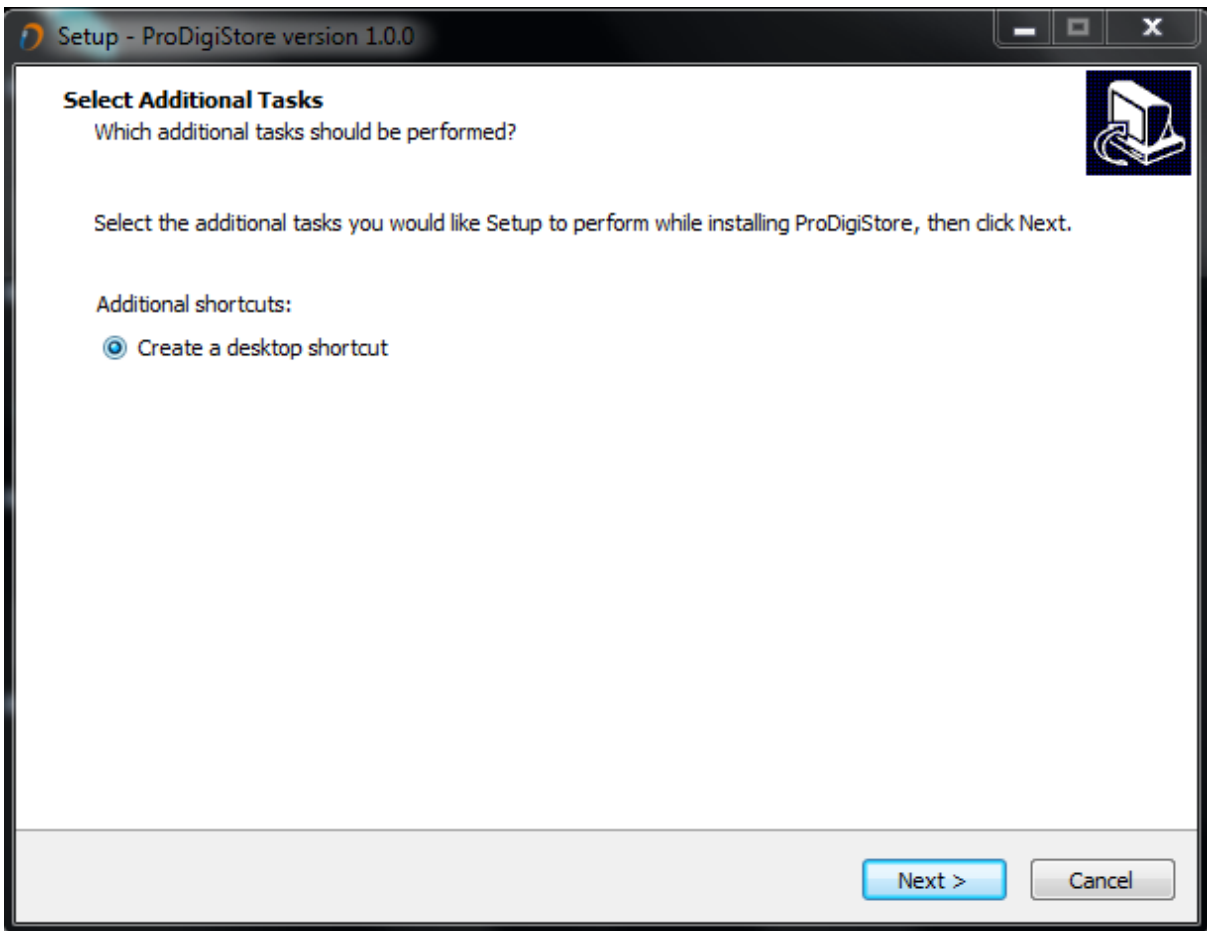 Setup - ProDigiStore version 1.0.0
Select Additional Tasks
Which additional tasks should be performed?
Select the additional tasks you would like Setup to perform while installing ProDigiStore, then click Next.
Additional shortcuts:
Create a desktop shortcut
Next >
Cancel